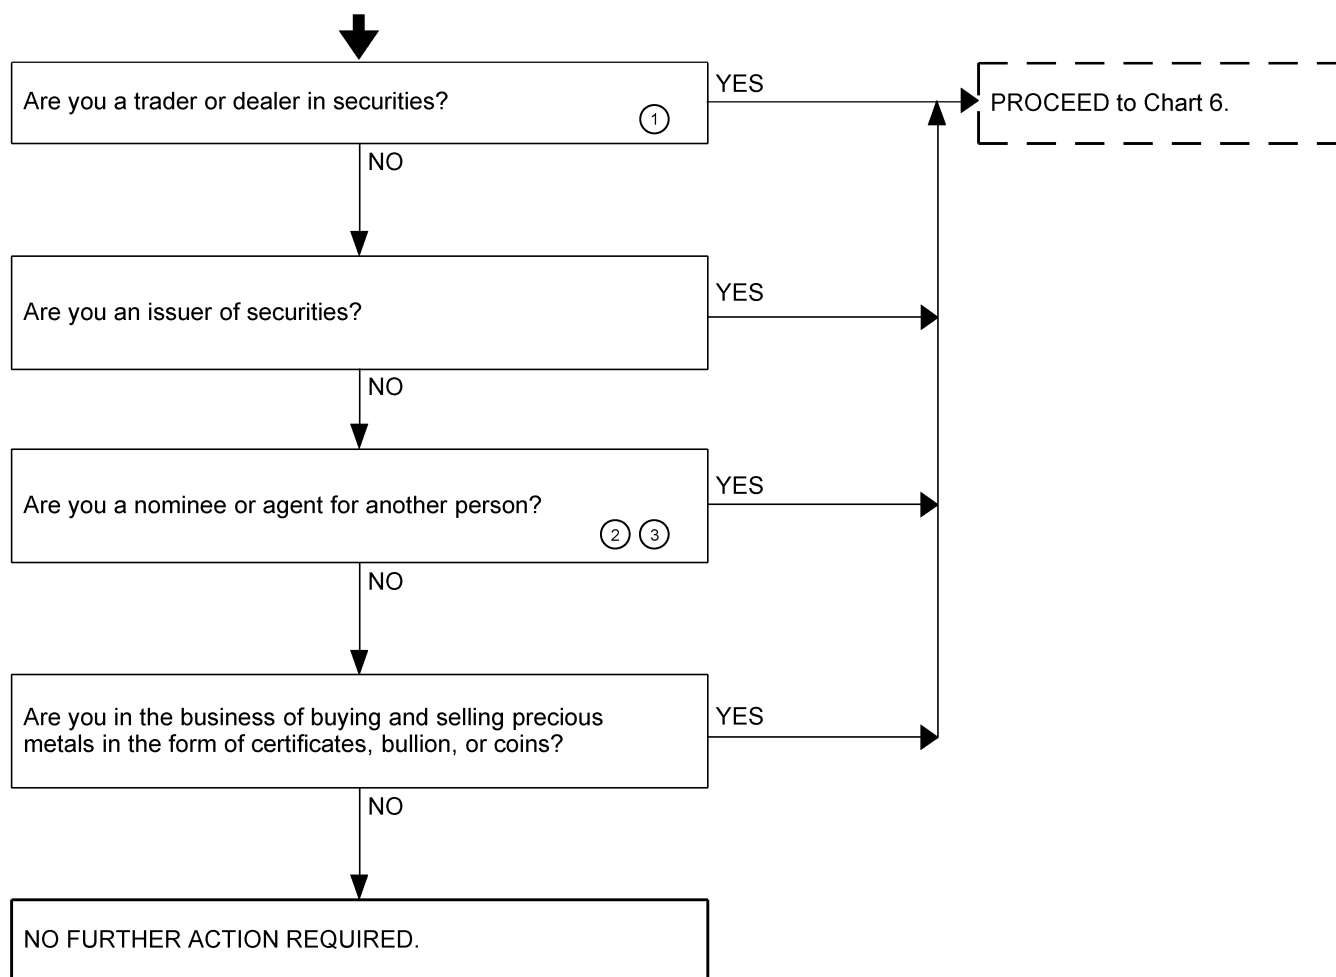 Are you a trader or dealer in securities?
1
YES
PROCEED to Chart 6.
NO
Are you an issuer of securities?
YES
NO
Are you a nominee or agent for another person?
2 3
YES
NO
Are you in the business of buying and selling precious
metals in the form of certificates, bullion, or coins?
YES
NO
NO FURTHER ACTION REQUIRED.